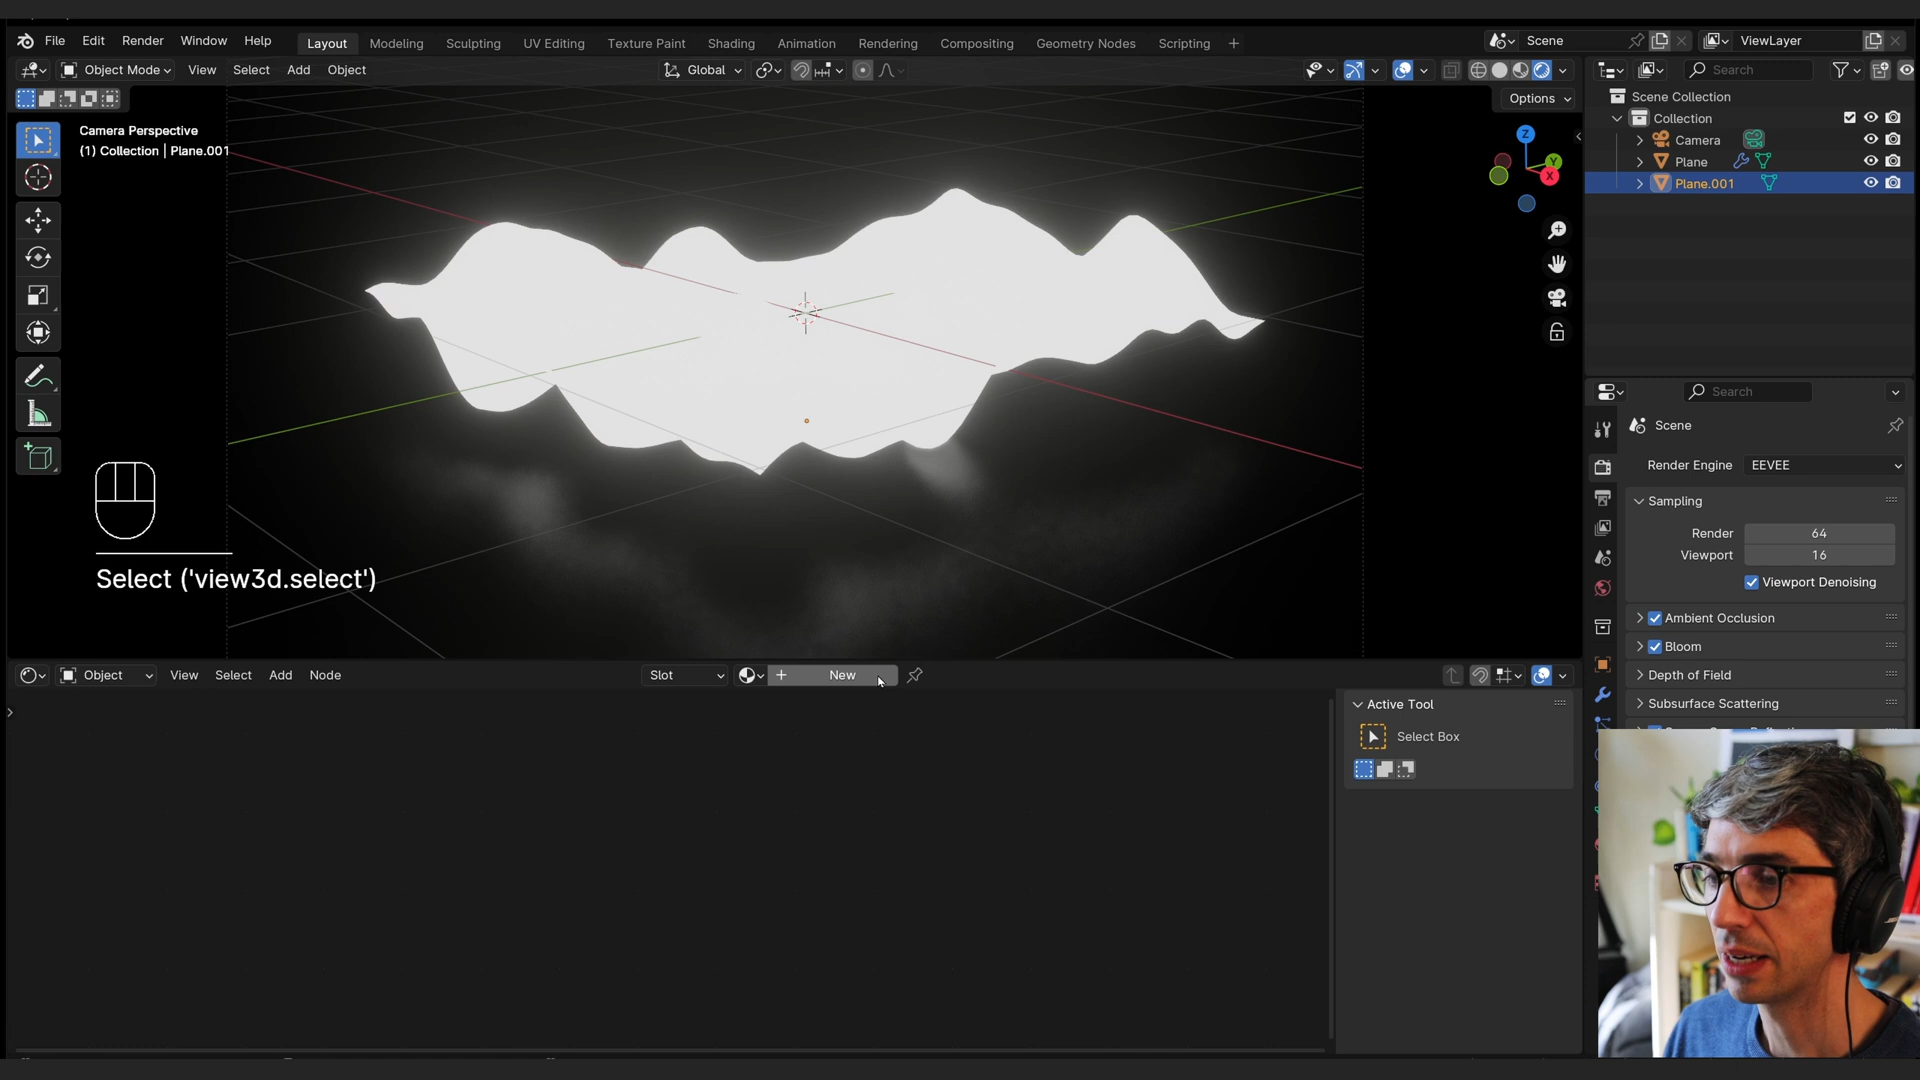 File Edit Render Window Help Layout Modeling Sculpting UV Editing Texture Paint Shading Animation Rendering Compositing Geometry Nodes Scripting + Scene ViewLayer
Object Mode View Select Add Object Global Search
Options
Camera Perspective
(1) Collection | Plane.001
Z
Y
X
Scene Collection
Collection
Camera
Plane
Plane.001
Search
Scene
Render Engine EEVEE
Sampling
Render 64
Viewport 16
Viewport Denoising
Ambient Occlusion
Bloom
Depth of Field
Subsurface Scattering
Select ('view3d.select')
Object View Select Add Node Slot + New
Active Tool
Select Box